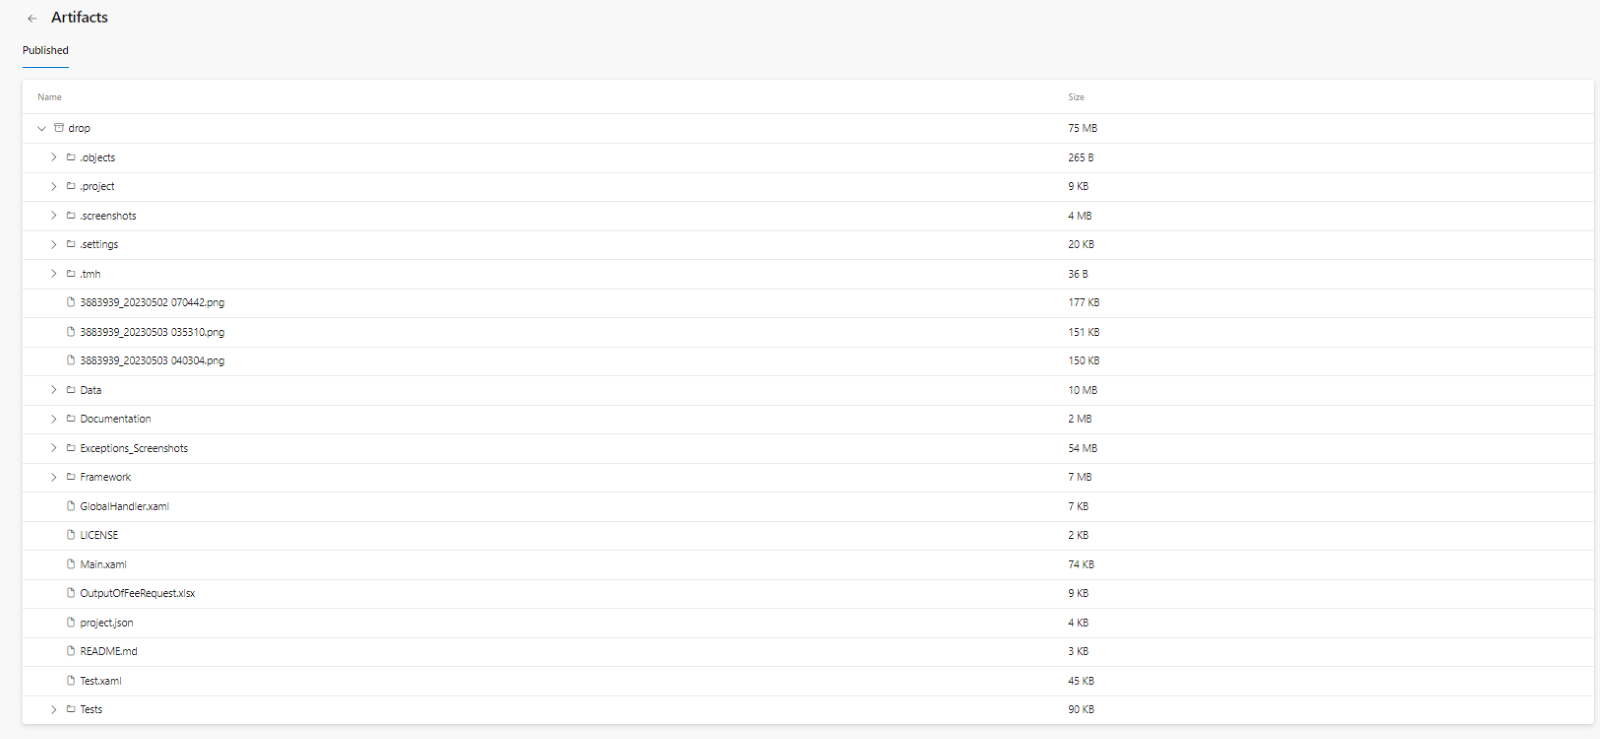 Artifacts
Published
Name Size
drop 75 MB
.objects 265 B
.project 9 KB
.screenshots 4 MB
.settings 20 KB
.tmh 36 B
3883939_20230502 070442.png 177 KB
3883939_20230503 035310.png 151 KB
3883939_20230503 040304.png 150 KB
Data 10 MB
Documentation 2 MB
Exceptions_Screenshots 54 MB
Framework 7 MB
GlobalHandler.xaml 7 KB
LICENSE 2 KB
Main.xaml 74 KB
OutputOfFeeRequest.xlsx 9 KB
project.json 4 KB
README.md 3 KB
Test.xaml 45 KB
Tests 90 KB